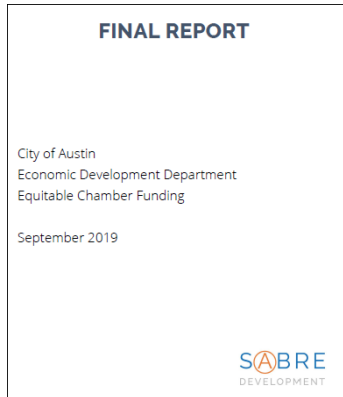 FINAL REPORT
City of Austin
Economic Development Department
Equitable Chamber Funding
September 2019
SABRE
DEVELOPMENT